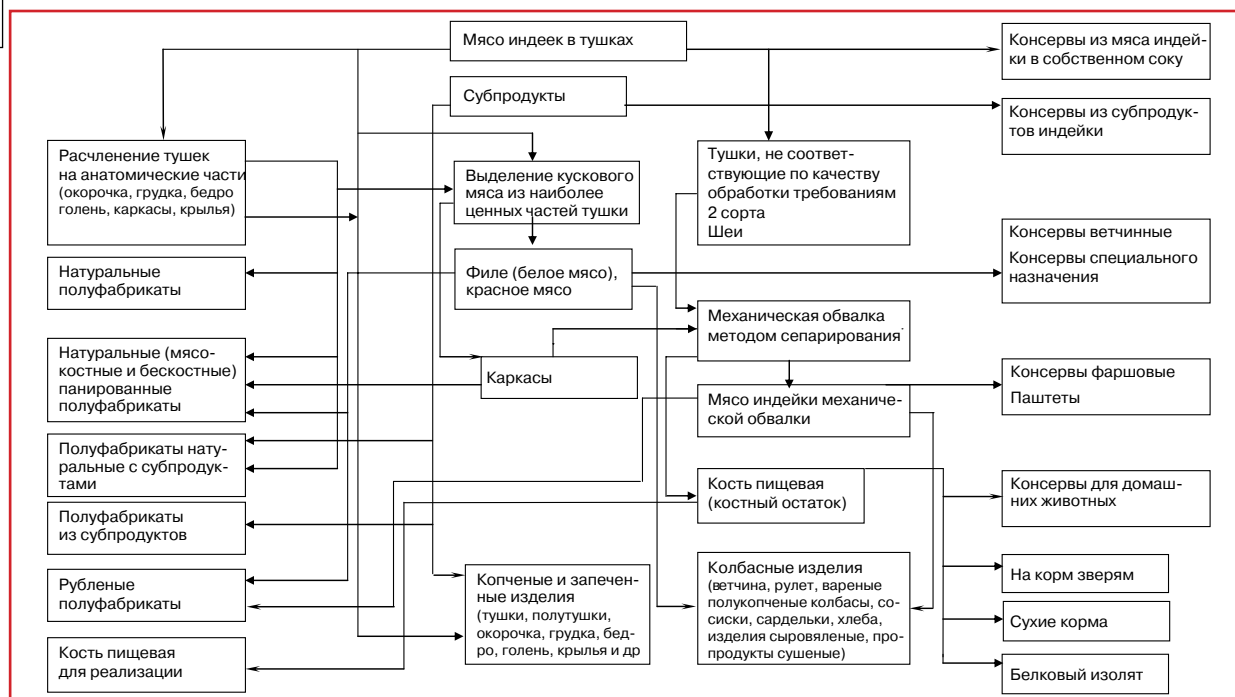 Мясо индеек в тушках
Консервы из мяса индей-
ки в собственном соку
Субпродукты
Консервы из субпродук-
тов индейки
Расчленение тушек
на анатомические части
(окорочка, грудка, бедро
голень, каркасы, крылья)
Выделение кускового
мяса из наиболее
ценных частей тушки
Тушки, не соответ-
ствующие по качеству
обработки требованиям
2 сорта
Шеи
Натуральные
полуфабрикаты
Филе (белое мясо),
красное мясо
Консервы ветчинные
Консервы специального
назначения
Механическая обвалка
методом сепарирования
Натуральные (мясо-
костные и бескостные)
панированные
полуфабрикаты
Каркасы
Мясо индейки механиче-
ской обвалки
Консервы фаршовые
Паштеты
Полуфабрикаты нату-
ральные с субпродук-
тами
Кость пищевая
(костный остаток)
Консервы для домаш-
них животных
Полуфабрикаты
из субпродуктов
Рубленые
полуфабрикаты
Копченые и запечен-
ные изделия
(тушки, полутушки,
окорочка, грудка, бед-
ро, голень, крылья и др
Колбасные изделия
(ветчина, рулет, вареные
полукопченые колбасы, со-
сиски, сардельки, хлеба,
изделия сыровяленые, про-
продукты сушеные)
На корм зверям
Сухие корма
Кость пищевая
для реализации
Белковый изолят